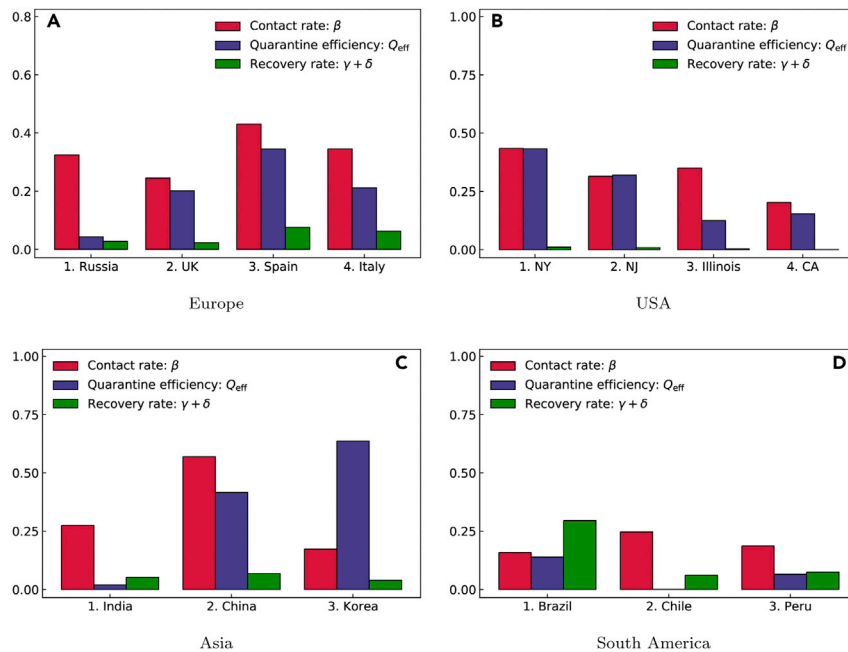 A
Contact rate: β
Quarantine efficiency: Q_eff
Recovery rate: γ + δ
0.8
0.6
0.4
0.2
0.0
1. Russia 2. UK 3. Spain 4. Italy
Europe
B
Contact rate: β
Quarantine efficiency: Q_eff
Recovery rate: γ + δ
1.00
0.75
0.50
0.25
0.00
1. NY 2. NJ 3. Illinois 4. CA
USA
C
Contact rate: β
Quarantine efficiency: Q_eff
Recovery rate: γ + δ
1.00
0.75
0.50
0.25
0.00
1. India 2. China 3. Korea
Asia
D
Contact rate: β
Quarantine efficiency: Q_eff
Recovery rate: γ + δ
1.00
0.75
0.50
0.25
0.00
1. Brazil 2. Chile 3. Peru
South America